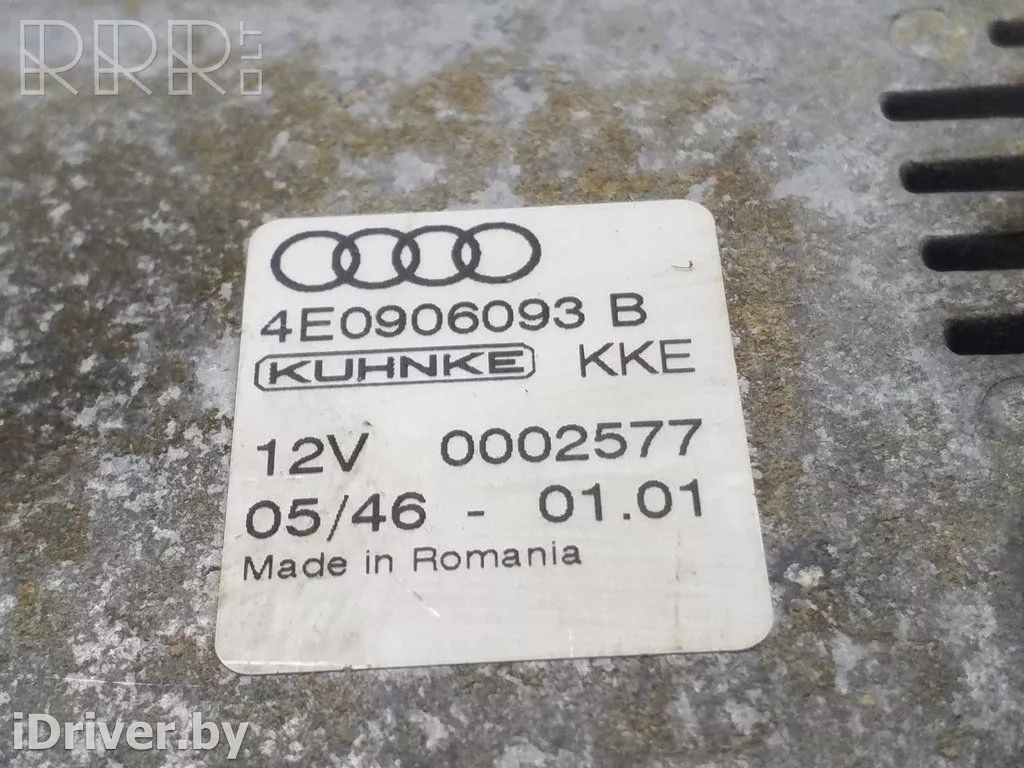 RRR.LT
4E0906093 B
KUHNKE KKE
12V 0002577
05/46 - 01.01
Made in Romania
iDriver.by